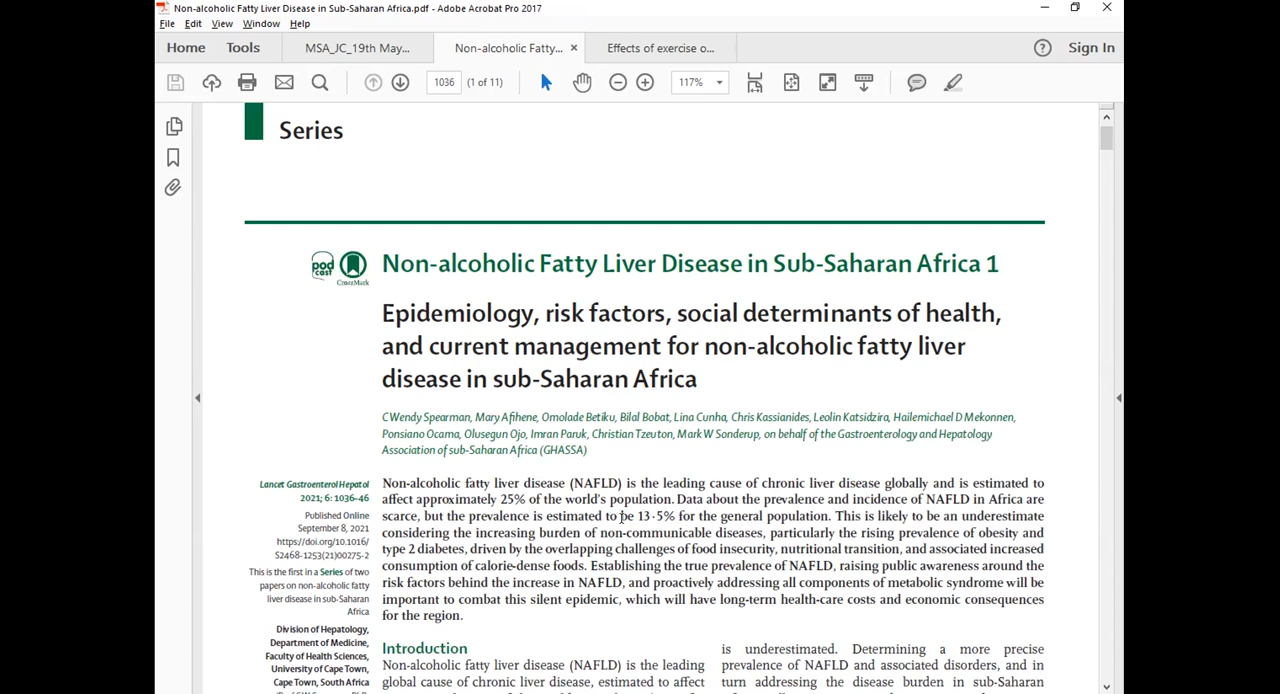 Non-alcoholic Fatty Liver Disease in Sub-Saharan Africa.pdf - Adobe Acrobat Pro 2017
File Edit View Window Help
Home Tools MSA_JC_19th May... Non-alcoholic Fatty... × Effects of exercise o... ? Sign In
1036 (1 of 11) 117%
Series
Non-alcoholic Fatty Liver Disease in Sub-Saharan Africa 1
pod cast
CrossMark
Epidemiology, risk factors, social determinants of health,
and current management for non-alcoholic fatty liver
disease in sub-Saharan Africa
C Wendy Spearman, Mary Afihene, Omolade Betiku, Bilal Bobat, Lina Cunha, Chris Kassianides, Leolin Katsidzira, Hailemichael D Mekonnen,
Ponsiano Ocama, Olusegun Ojo, Imran Paruk, Christian Tzeuton, Mark W Sonderup, on behalf of the Gastroenterology and Hepatology
Association of sub-Saharan Africa (GHASSA)
Lancet Gastroenterol Hepatol
2021; 6: 1036–46
Published Online
September 8, 2021
https://doi.org/10.1016/
S2468-1253(21)00275-2
This is the first in a Series of two
papers on non-alcoholic fatty
liver disease in sub-Saharan
Africa
Division of Hepatology,
Department of Medicine,
Faculty of Health Sciences,
University of Cape Town,
Cape Town, South Africa
Non-alcoholic fatty liver disease (NAFLD) is the leading cause of chronic liver disease globally and is estimated to
affect approximately 25% of the world's population. Data about the prevalence and incidence of NAFLD in Africa are
scarce, but the prevalence is estimated to be 13·5% for the general population. This is likely to be an underestimate
considering the increasing burden of non-communicable diseases, particularly the rising prevalence of obesity and
type 2 diabetes, driven by the overlapping challenges of food insecurity, nutritional transition, and associated increased
consumption of calorie-dense foods. Establishing the true prevalence of NAFLD, raising public awareness around the
risk factors behind the increase in NAFLD, and proactively addressing all components of metabolic syndrome will be
important to combat this silent epidemic, which will have long-term health-care costs and economic consequences
for the region.
Introduction
Non-alcoholic fatty liver disease (NAFLD) is the leading
global cause of chronic liver disease, estimated to affect
is underestimated. Determining a more precise
prevalence of NAFLD and associated disorders, and in
turn addressing the disease burden in sub-Saharan